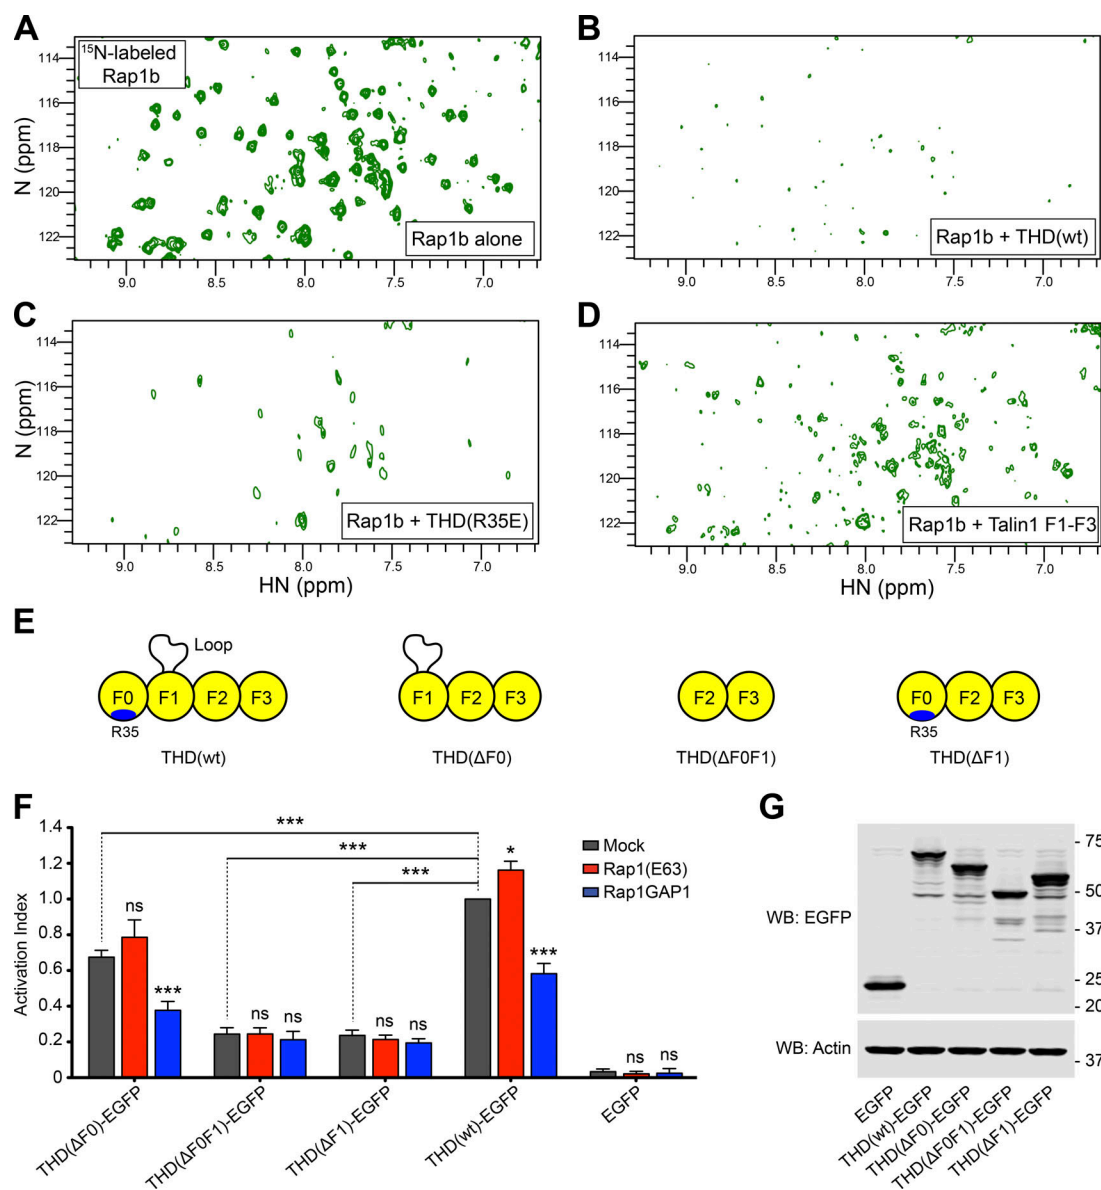 A
15N-labeled
Rap1b
N (ppm)
114
116
118
120
122
Rap1b alone
9.0
8.5
8.0
7.5
7.0
B
114
116
118
120
122
Rap1b + THD(wt)
9.0
8.5
8.0
7.5
7.0
C
N (ppm)
114
116
118
120
122
Rap1b + THD(R35E)
9.0
8.5
8.0
7.5
7.0
HN (ppm)
D
114
116
118
120
122
Rap1b + Talin1 F1-F3
9.0
8.5
8.0
7.5
7.0
HN (ppm)
E
Loop
F0 F1 F2 F3
R35
THD(wt)
F1 F2 F3
THD(ΔF0)
F2 F3
THD(ΔF0F1)
F0 F2 F3
R35
THD(ΔF1)
F
Activation Index
1.4
1.2
1.0
0.8
0.6
0.4
0.2
0
***
***
***
ns
***
ns ns
ns ns
*
***
ns ns
Mock
Rap1(E63)
Rap1GAP1
THD(ΔF0)-EGFP
THD(ΔF0F1)-EGFP
THD(ΔF1)-EGFP
THD(wt)-EGFP
EGFP
G
WB: EGFP
- 75
- 50
- 37
- 25
- 20
WB: Actin
- 37
EGFP
THD(wt)-EGFP
THD(ΔF0)-EGFP
THD(ΔF0F1)-EGFP
THD(ΔF1)-EGFP